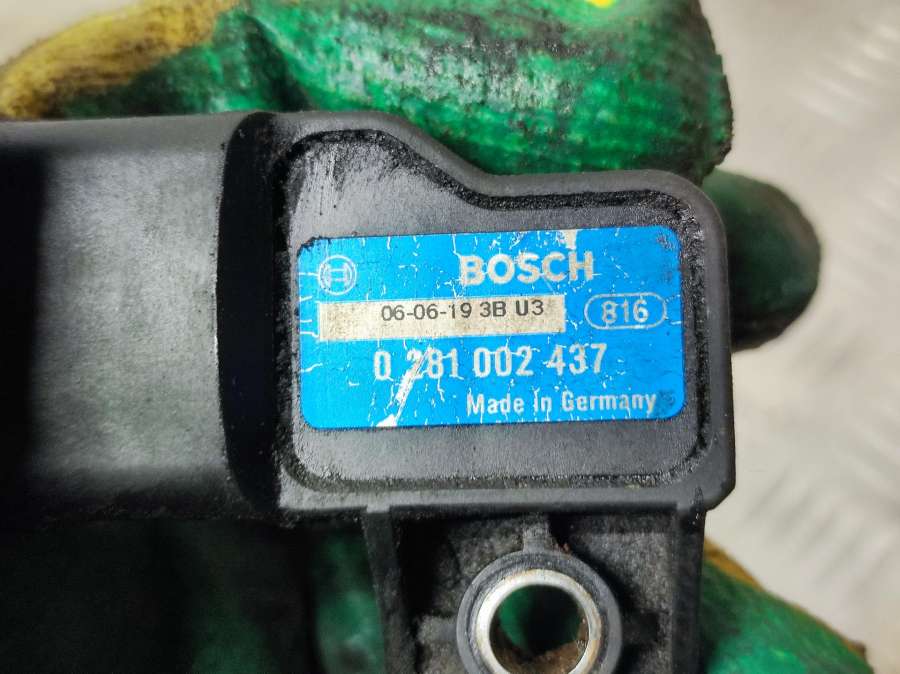 BOSCH
06-06-19 3B U3 816
0 281 002 437
Made in Germany